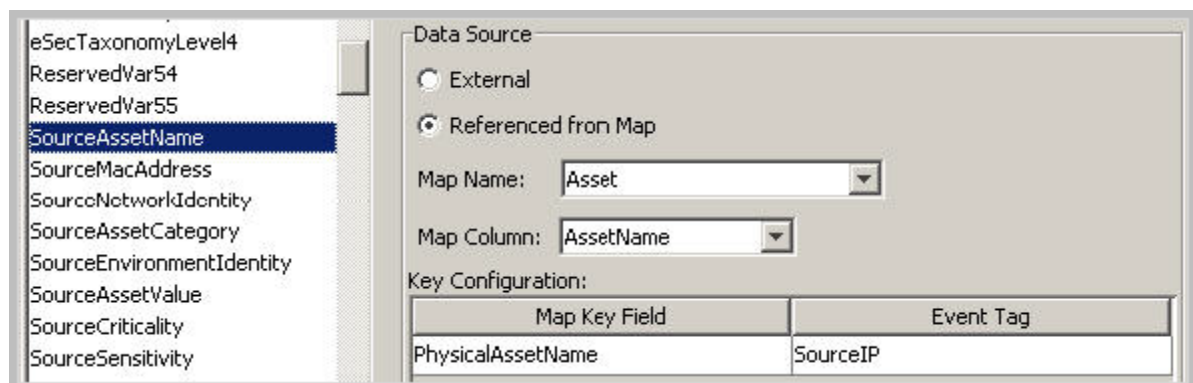 eSecTaxonomyLevel4
ReservedVar54
ReservedVar55
SourceAssetName
SourceMacAddress
SourceNetworkIdentity
SourceAssetCategory
SourceEnvironmentIdentity
SourceAssetValue
SourceCriticality
SourceSensitivity
Data Source
External
Referenced from Map
Map Name: Asset
Map Column: AssetName
Key Configuration:
Map Key Field Event Tag
PhysicalAssetName SourceIP